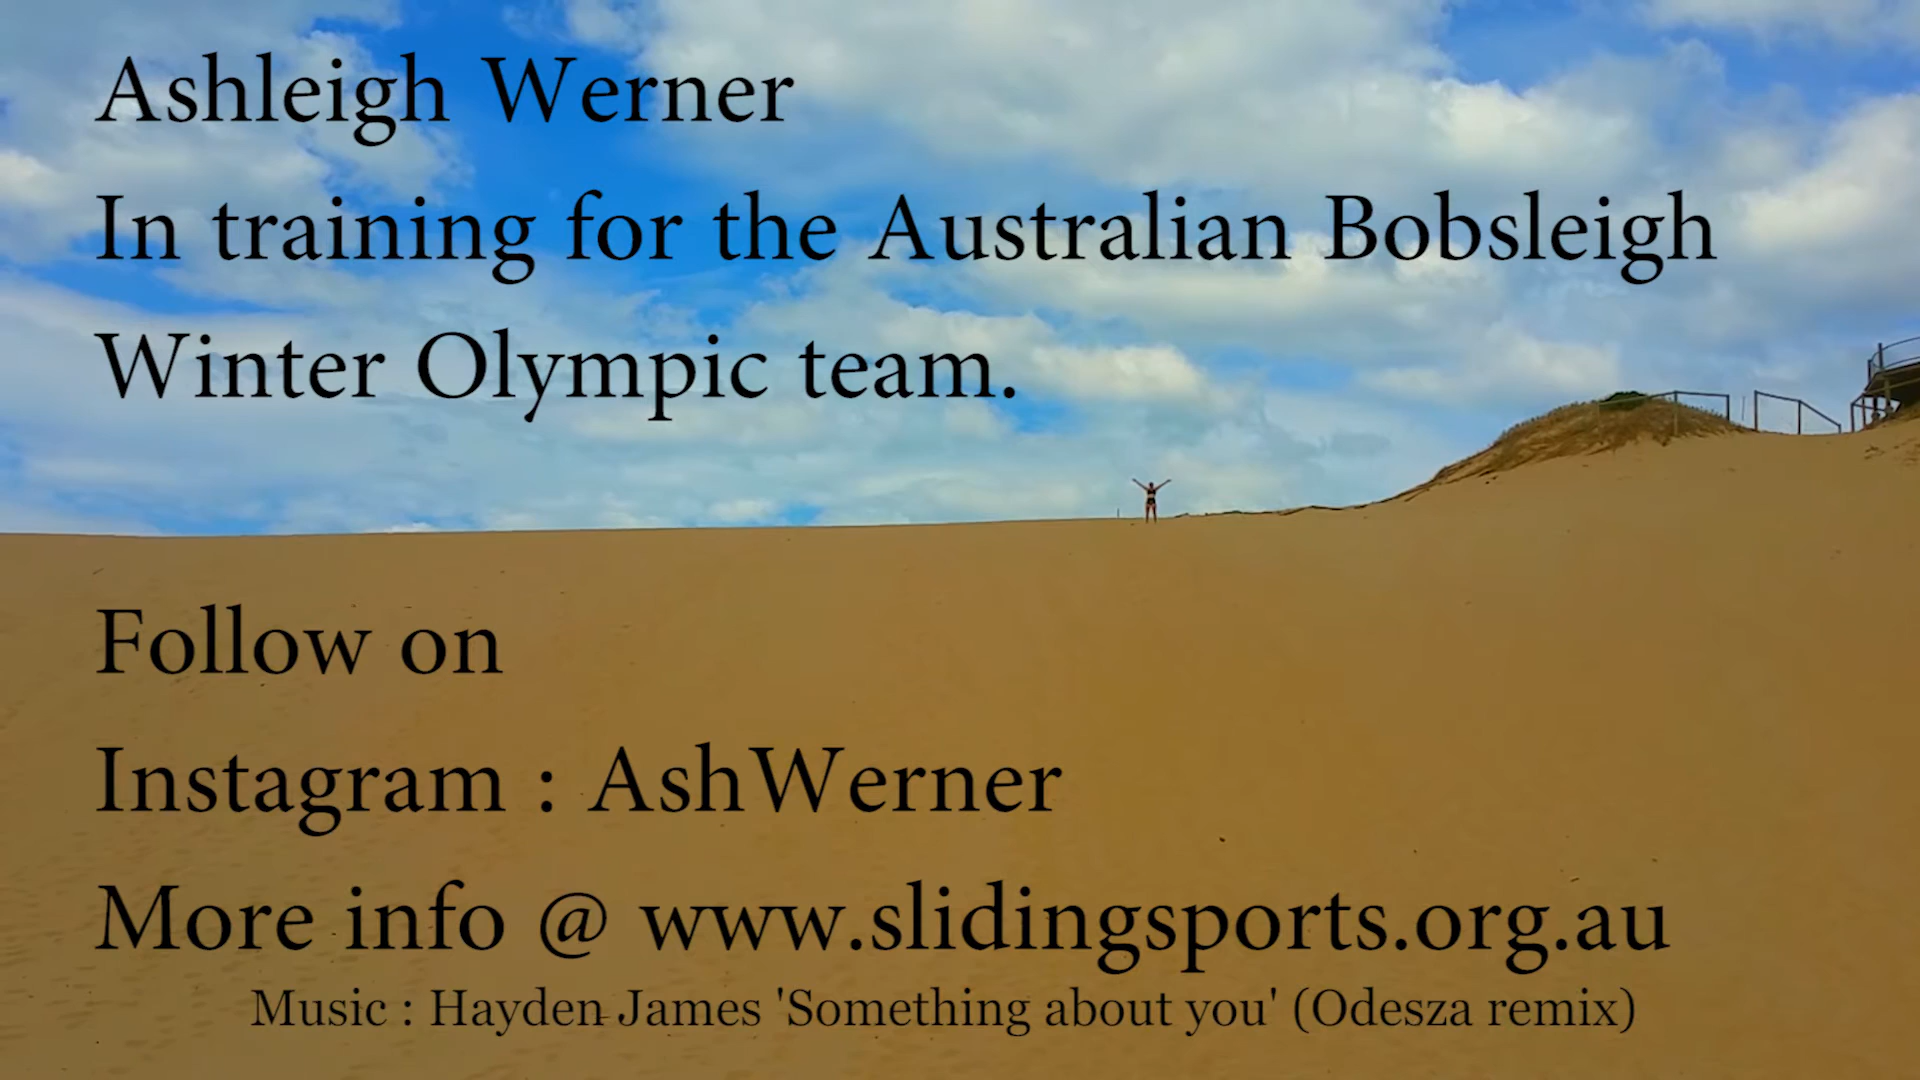 Ashleigh Werner
In training for the Australian Bobsleigh
Winter Olympic team.
Follow on
Instagram : AshWerner
More info @ www.slidingsports.org.au
Music : Hayden James 'Something about you' (Odesza remix)